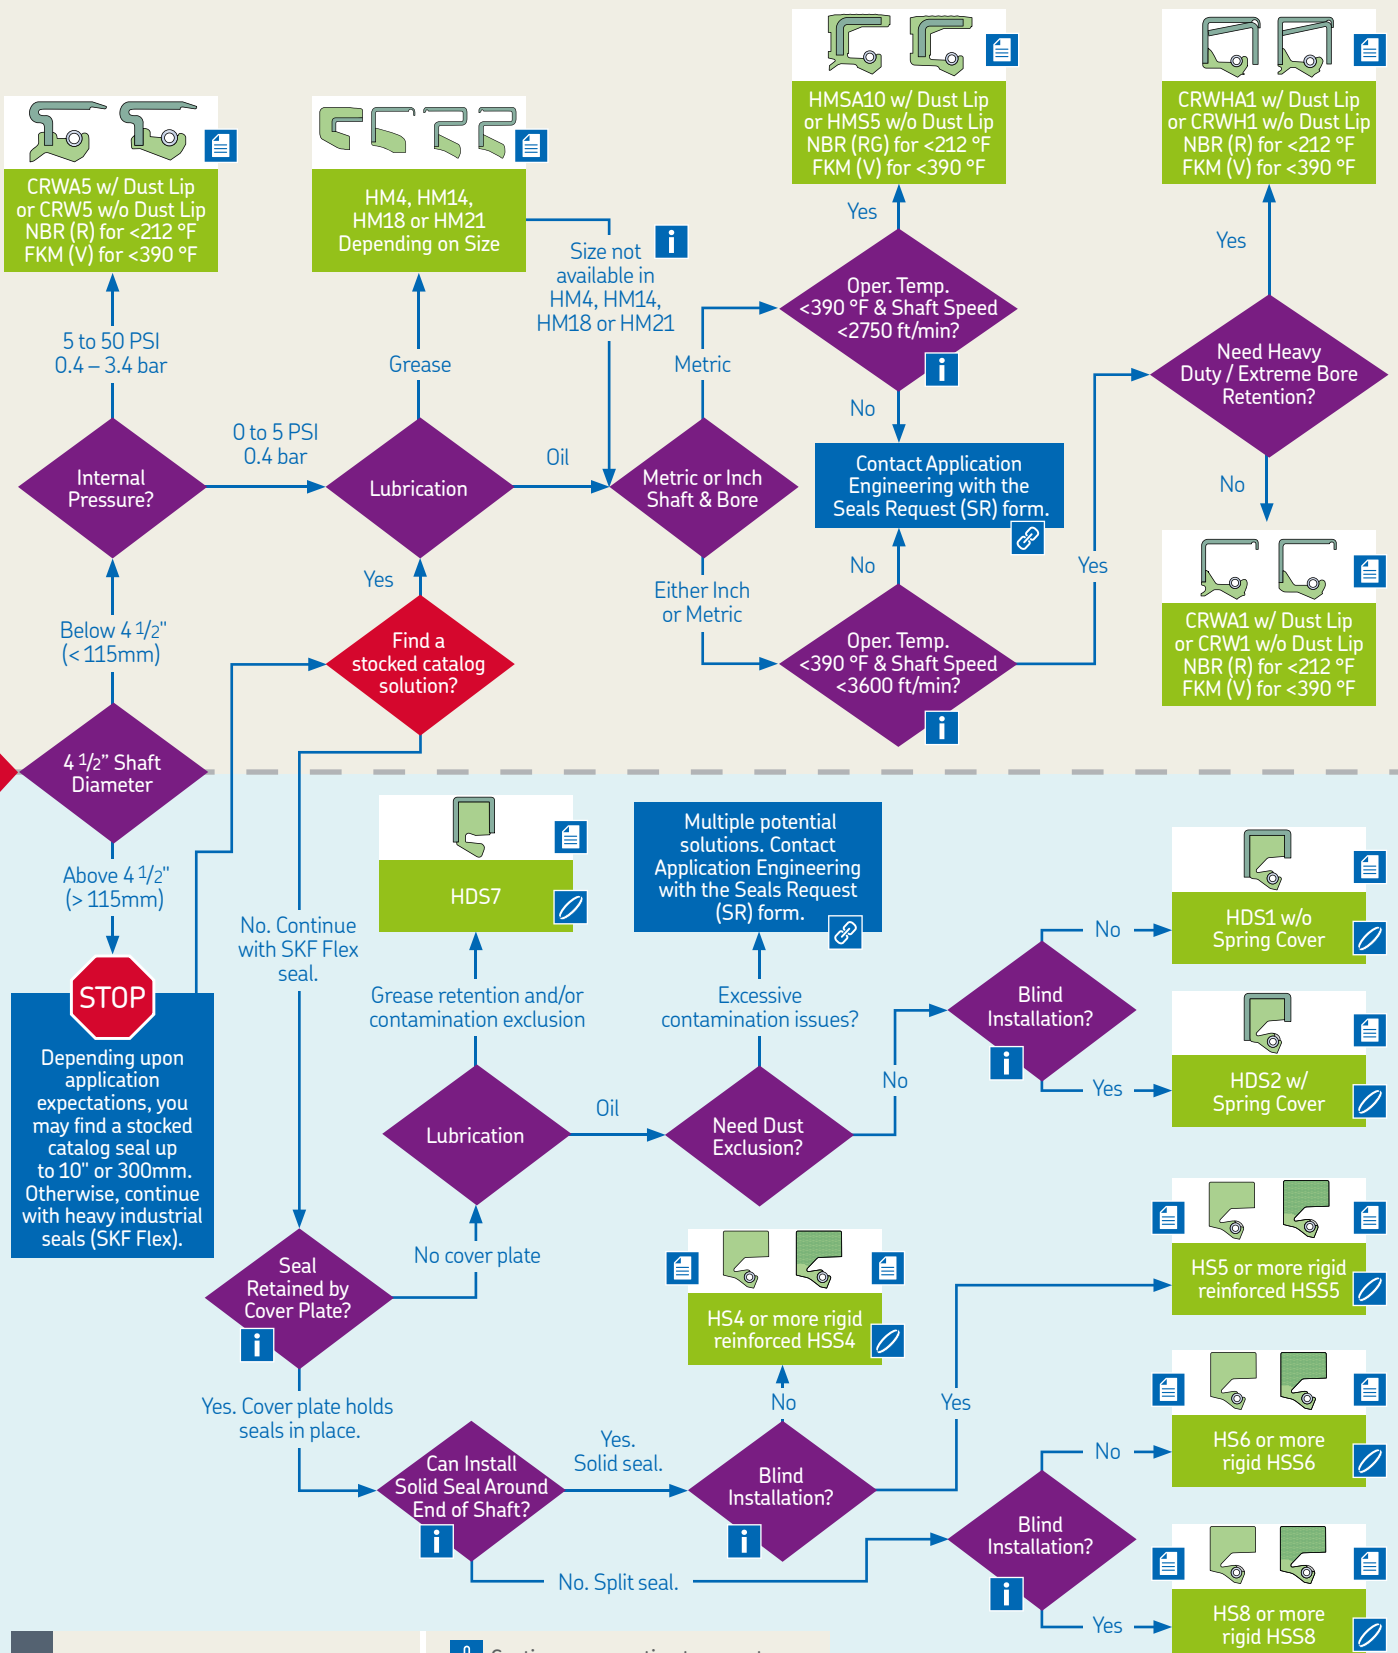 HMSA10 w/ Dust Lip
or HMS5 w/o Dust Lip
NBR (RG) for <212 °F
FKM (V) for <390 °F
CRWHA1 w/ Dust Lip
or CRWH1 w/o Dust Lip
NBR (R) for <212 °F
FKM (V) for <390 °F
CRWA5 w/ Dust Lip
or CRW5 w/o Dust Lip
NBR (R) for <212 °F
FKM (V) for <390 °F
HM4, HM14,
HM18 or HM21
Depending on Size
Size not
available in
HM4, HM14,
HM18 or HM21
i
Yes
Yes
Oper. Temp.
<390 °F & Shaft Speed
<2750 ft/min?
i
5 to 50 PSI
0.4 – 3.4 bar
Grease
Metric
Need Heavy
Duty / Extreme Bore
Retention?
No
0 to 5 PSI
0.4 bar
Oil
Internal
Pressure?
Lubrication
Metric or Inch
Shaft & Bore
Contact Application
Engineering with the
Seals Request (SR) form.
No
No
Yes
Yes
Either Inch
or Metric
Below 4 1/2"
(< 115mm)
Find a
stocked catalog
solution?
Oper. Temp.
<390 °F & Shaft Speed
<3600 ft/min?
i
CRWA1 w/ Dust Lip
or CRW1 w/o Dust Lip
NBR (R) for <212 °F
FKM (V) for <390 °F
4 1/2” Shaft
Diameter
Above 4 1/2"
(> 115mm)
No. Continue
with SKF Flex
seal.
HDS7
Multiple potential
solutions. Contact
Application Engineering
with the Seals Request
(SR) form.
No
HDS1 w/o
Spring Cover
STOP
Depending upon
application
expectations, you
may find a stocked
catalog seal up
to 10" or 300mm.
Otherwise, continue
with heavy industrial
seals (SKF Flex).
Grease retention and/or
contamination exclusion
Excessive
contamination issues?
Blind
Installation?
i
No
Yes
HDS2 w/
Spring Cover
Lubrication
Oil
Need Dust
Exclusion?
No cover plate
Seal
Retained by
Cover Plate?
i
HS4 or more rigid
reinforced HSS4
HS5 or more rigid
reinforced HSS5
Yes. Cover plate holds
seals in place.
No
Yes
Can Install
Solid Seal Around
End of Shaft?
i
Yes.
Solid seal.
Blind
Installation?
i
No
HS6 or more
rigid HSS6
Blind
Installation?
i
No. Split seal.
Yes
HS8 or more
rigid HSS8